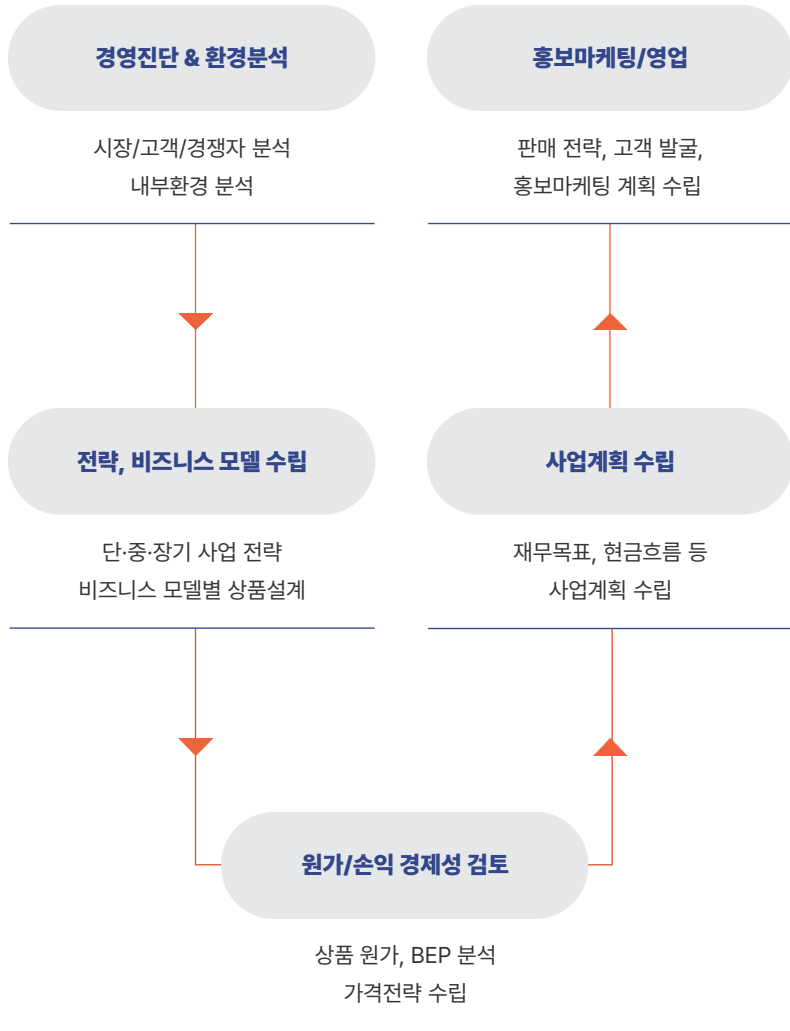 경영진단 & 환경분석
시장/고객/경쟁자 분석
내부환경 분석
전략, 비즈니스 모델 수립
단·중·장기 사업 전략
비즈니스 모델별 상품설계
원가/손익 경제성 검토
상품 원가, BEP 분석
가격전략 수립
사업계획 수립
재무목표, 현금흐름 등
사업계획 수립
홍보마케팅/영업
판매 전략, 고객 발굴,
홍보마케팅 계획 수립